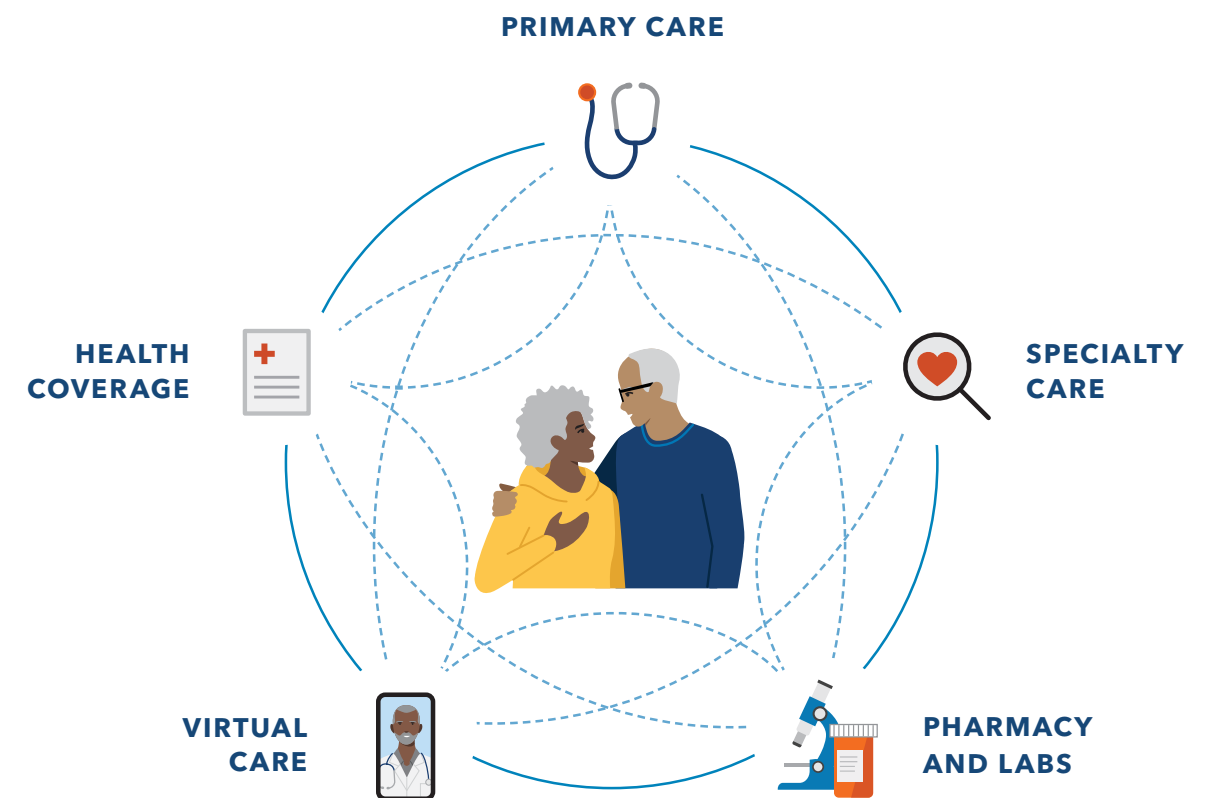 PRIMARY CARE
HEALTH
COVERAGE
SPECIALTY
CARE
VIRTUAL
CARE
PHARMACY
AND LABS